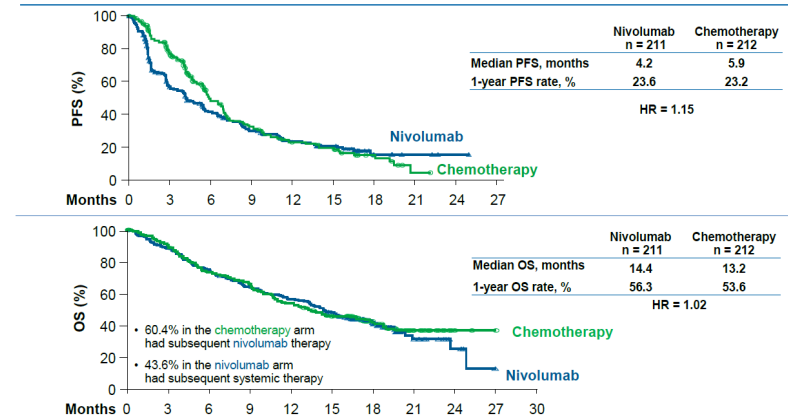 Nivolumab Chemotherapy
n = 211 n = 212
Median PFS, months 4.2 5.9
1-year PFS rate, % 23.6 23.2
HR = 1.15
PFS (%)
100
80
60
40
20
0
Nivolumab
Chemotherapy
Months 0 3 6 9 12 15 18 21 24 27
Nivolumab Chemotherapy
n = 211 n = 212
Median OS, months 14.4 13.2
1-year OS rate, % 56.3 53.6
HR = 1.02
OS (%)
100
80
60
40
20
0
• 60.4% in the chemotherapy arm
had subsequent nivolumab therapy
• 43.6% in the nivolumab arm
had subsequent systemic therapy
Chemotherapy
Nivolumab
Months 0 3 6 9 12 15 18 21 24 27 30